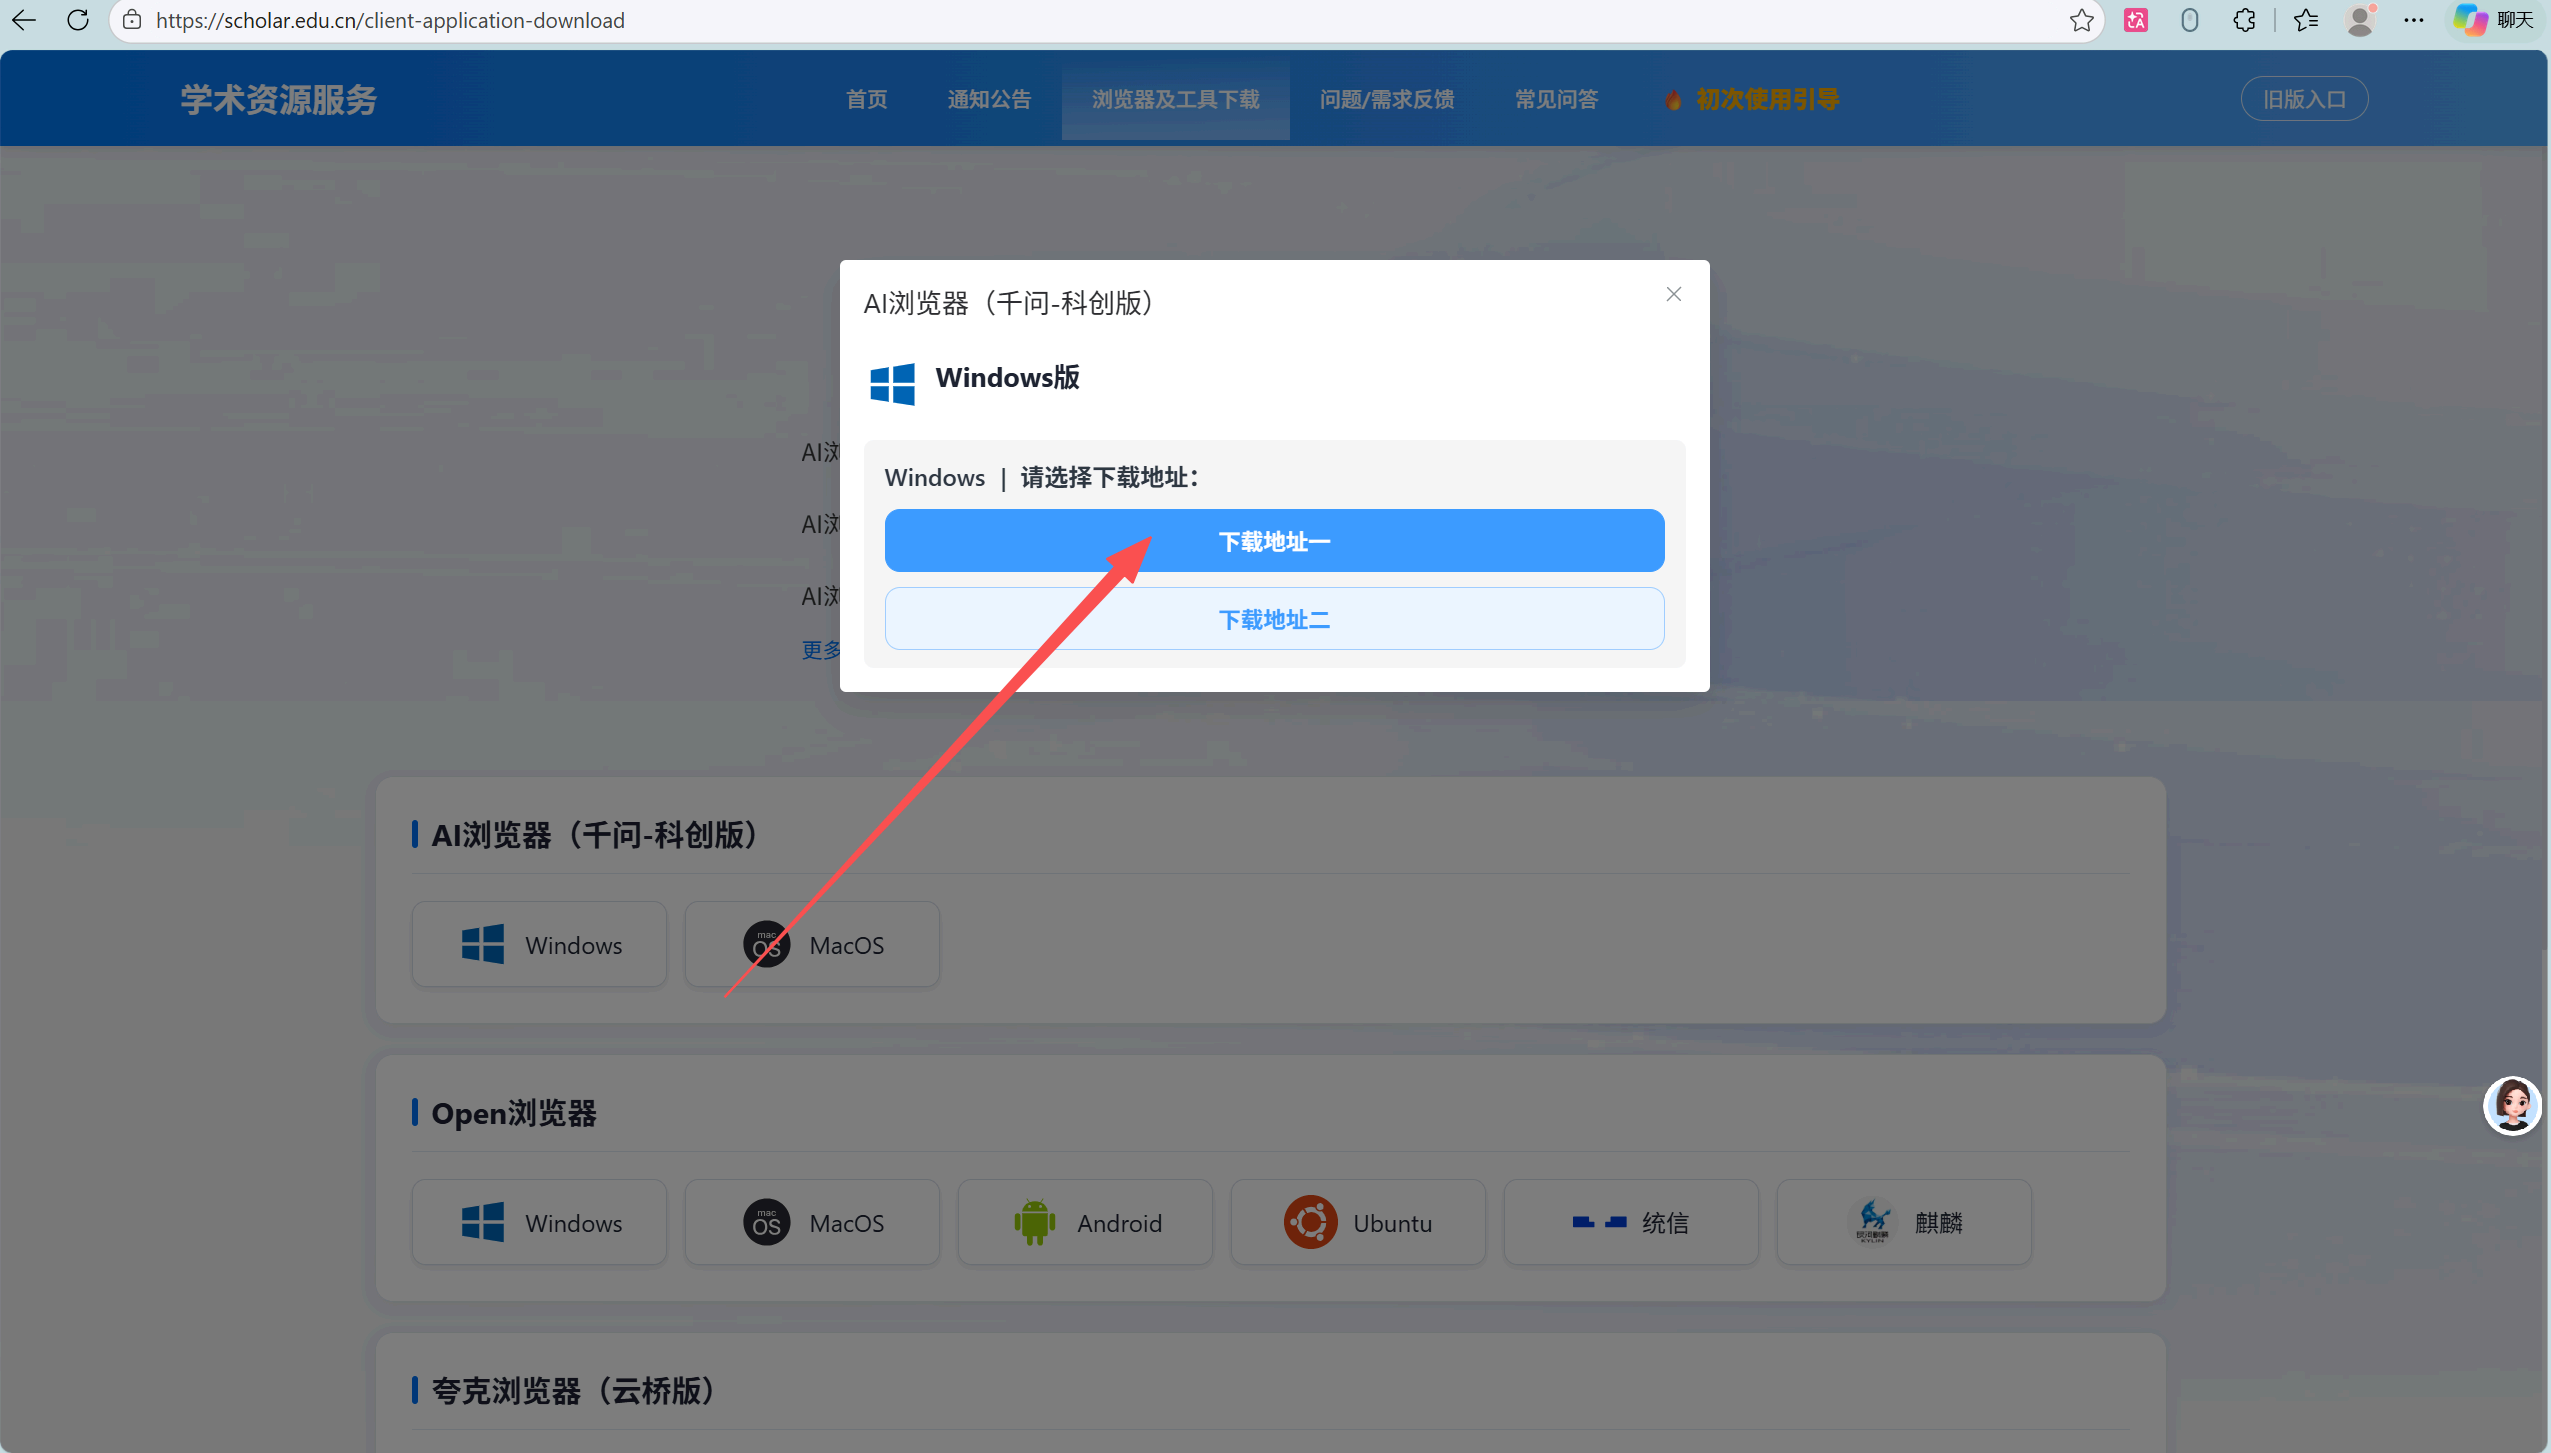 https://scholar.edu.cn/client-application-download
聊天
学术资源服务
首页
通知公告
浏览器及工具下载
问题/需求反馈
常见问答
初次使用引导
旧版入口
AI浏览器（千问-科创版）
Windows版
AI浏
Windows | 请选择下载地址：
AI浏
下载地址一
AI浏
下载地址二
更多
AI浏览器（千问-科创版）
Windows
mac
OS
MacOS
Open浏览器
Windows
mac
OS
MacOS
Android
Ubuntu
统信
KYLIN
麒麟
夸克浏览器（云桥版）